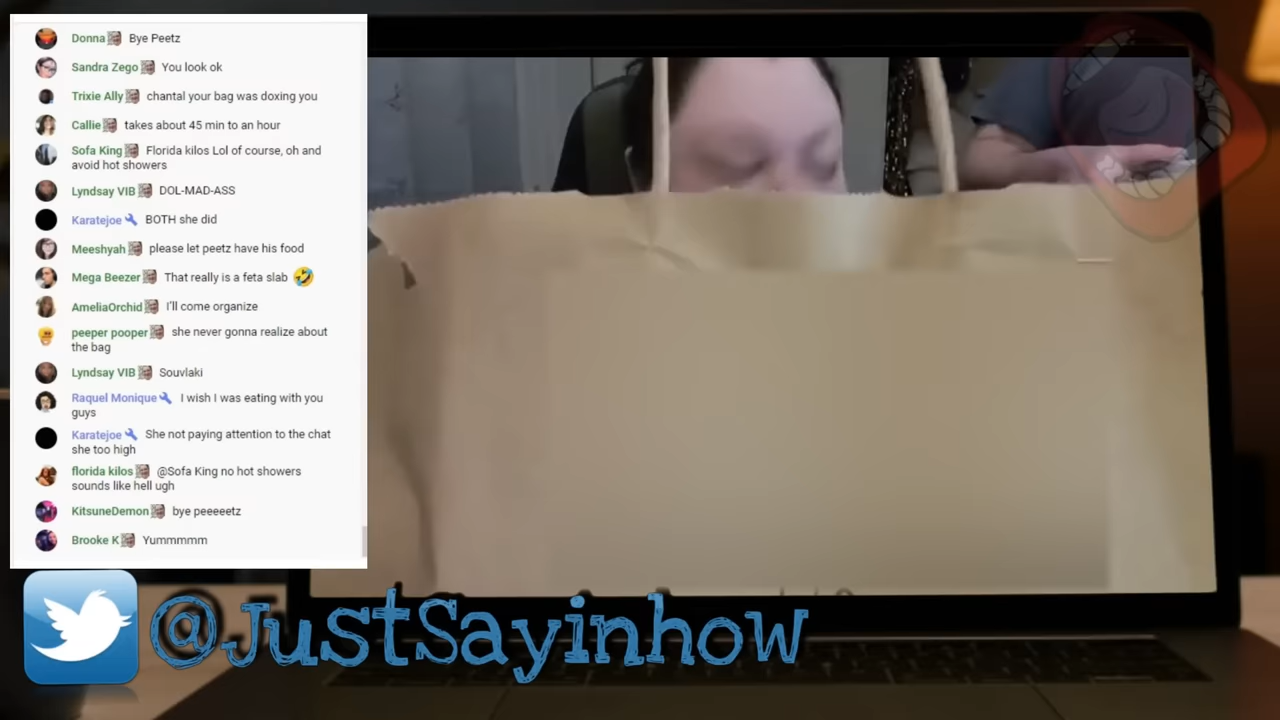 Donna Bye Peetz
Sandra Zego You look ok
Trixie Ally chantal your bag was doxing you
Callie takes about 45 min to an hour
Sofa King Florida kilos Lol of course, oh and
avoid hot showers
Lyndsay VIB DOL-MAD-ASS
Karatejoe BOTH she did
Meeshyah please let peetz have his food
Mega Beezer That really is a feta slab 🤣
AmeliaOrchid I'll come organize
peeper pooper she never gonna realize about
the bag
Lyndsay VIB Souvlaki
Raquel Monique I wish I was eating with you
guys
Karatejoe She not paying attention to the chat
she too high
florida kilos @Sofa King no hot showers
sounds like hell ugh
KitsuneDemon bye peeeeetz
Brooke K Yummmmm
@JustSayinhow